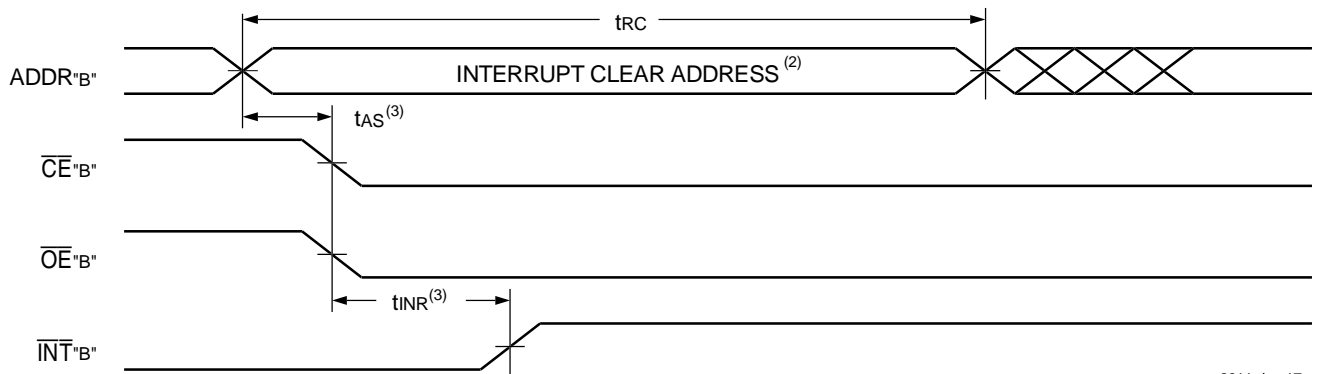 tRC
ADDR"B"
INTERRUPT CLEAR ADDRESS (2)
tAS(3)
CE"B"
OE"B"
tINR(3)
INT"B"